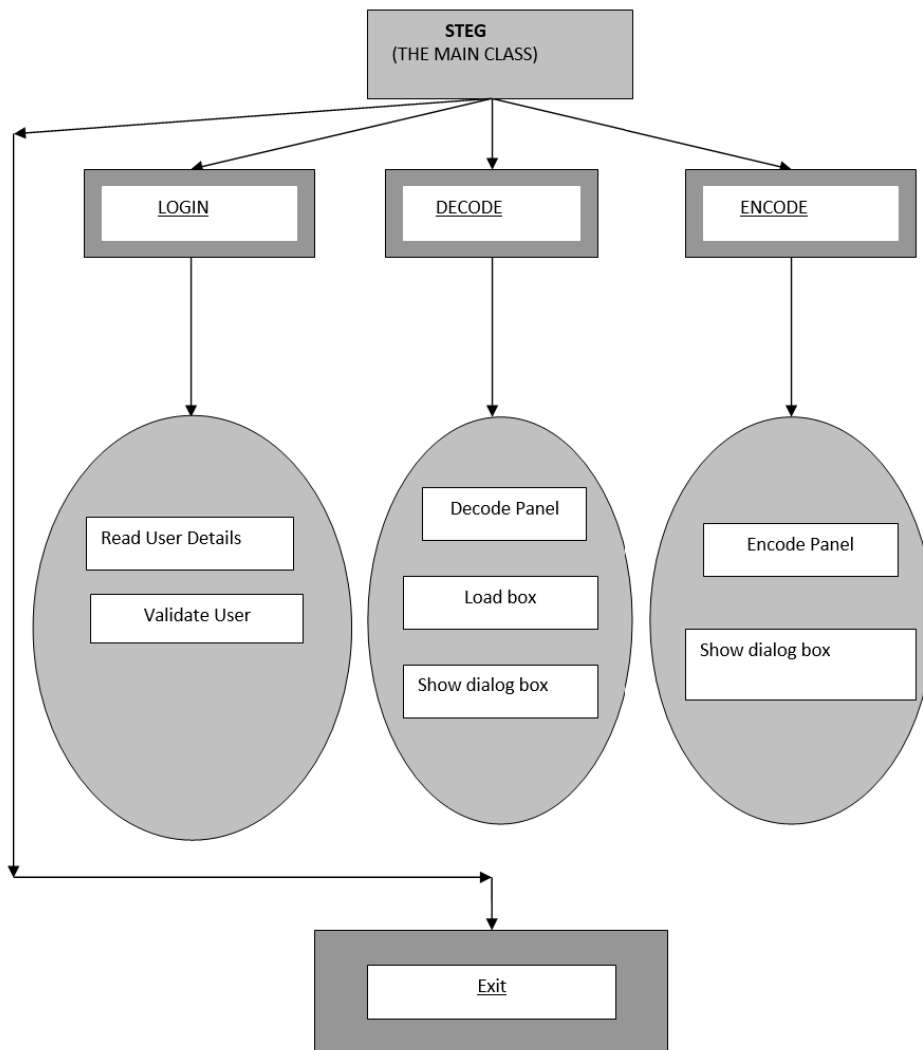 STEG
(THE MAIN CLASS)
LOGIN
DECODE
ENCODE
Read User Details
Validate User
Decode Panel
Load box
Show dialog box
Encode Panel
Show dialog box
Exit